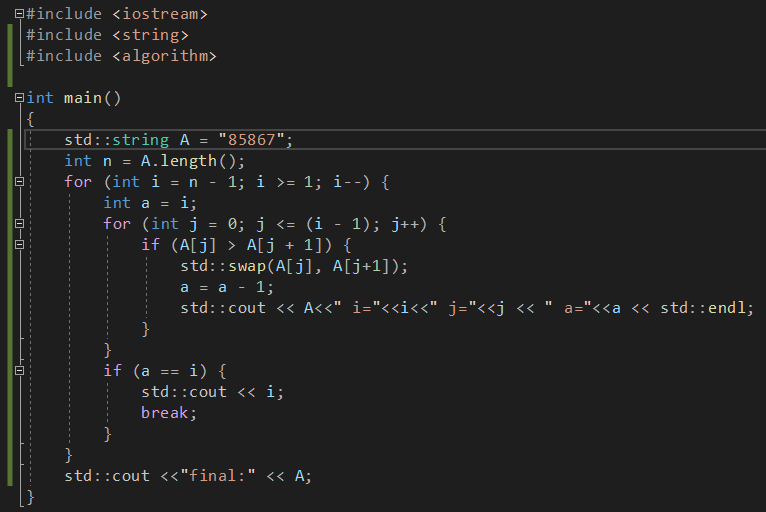 #include <iostream>
#include <string>
#include <algorithm>
int main()
{
std::string A = "85867";
int n = A.length();
for (int i = n - 1; i >= 1; i--) {
int a = i;
for (int j = 0; j <= (i - 1); j++) {
if (A[j] > A[j + 1]) {
std::swap(A[j], A[j+1]);
a = a - 1;
std::cout << A<<" i="<<i<<" j="<<j << " a="<<a << std::endl;
}
}
if (a == i) {
std::cout << i;
break;
}
}
std::cout <<"final:" << A;
}